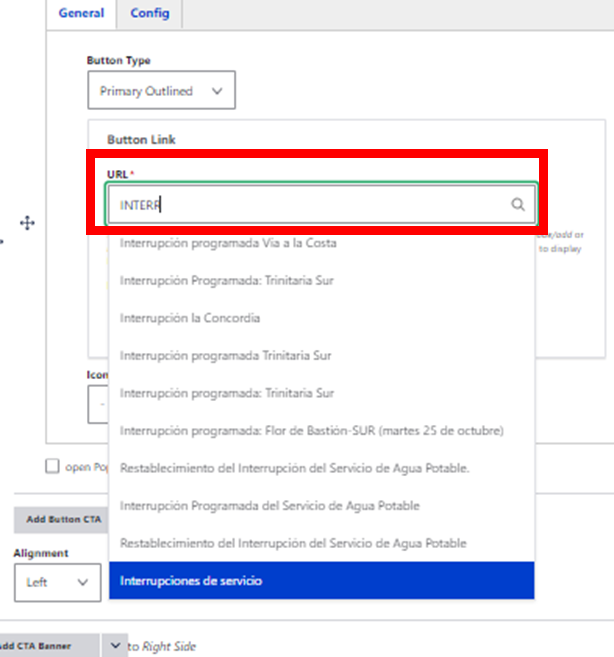 General Config
Button Type
Primary Outlined
Button Link
URL*
INTERR
/add or
to display
Interrupción programada Vía a la Costa
Interrupción Programada: Trinitaria Sur
Interrupción la Concordia
Interrupción programada Trinitaria Sur
Interrupción programada: Trinitaria Sur
Interrupción programada: Flor de Bastión-SUR (martes 25 de octubre)
Restablecimiento del Interrupción del Servicio de Agua Potable.
Interrupción Programada del Servicio de Agua Potable
Restablecimiento del Interrupción del Servicio de Agua Potable
Interrupciones de servicio
Icon
-
open Po
Add Button CTA
Alignment
Left
dd CTA Banner to Right Side